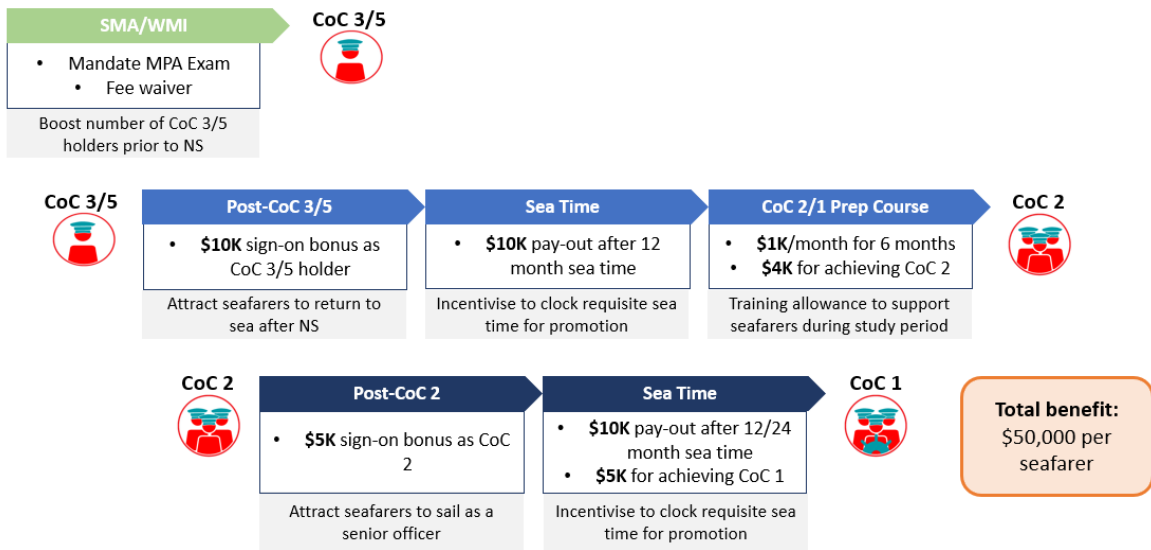 SMA/WMI
CoC 3/5
• Mandate MPA Exam
• Fee waiver
Boost number of CoC 3/5
holders prior to NS
CoC 3/5
Post-CoC 3/5
• $10K sign-on bonus as
CoC 3/5 holder
Attract seafarers to return to
sea after NS
Sea Time
• $10K pay-out after 12
month sea time
Incentivise to clock requisite sea
time for promotion
CoC 2/1 Prep Course
• $1K/month for 6 months
• $4K for achieving CoC 2
Training allowance to support
seafarers during study period
CoC 2
CoC 2
Post-CoC 2
• $5K sign-on bonus as CoC
2
Attract seafarers to sail as a
senior officer
Sea Time
• $10K pay-out after 12/24
month sea time
• $5K for achieving CoC 1
Incentivise to clock requisite sea
time for promotion
CoC 1
Total benefit:
$50,000 per
seafarer